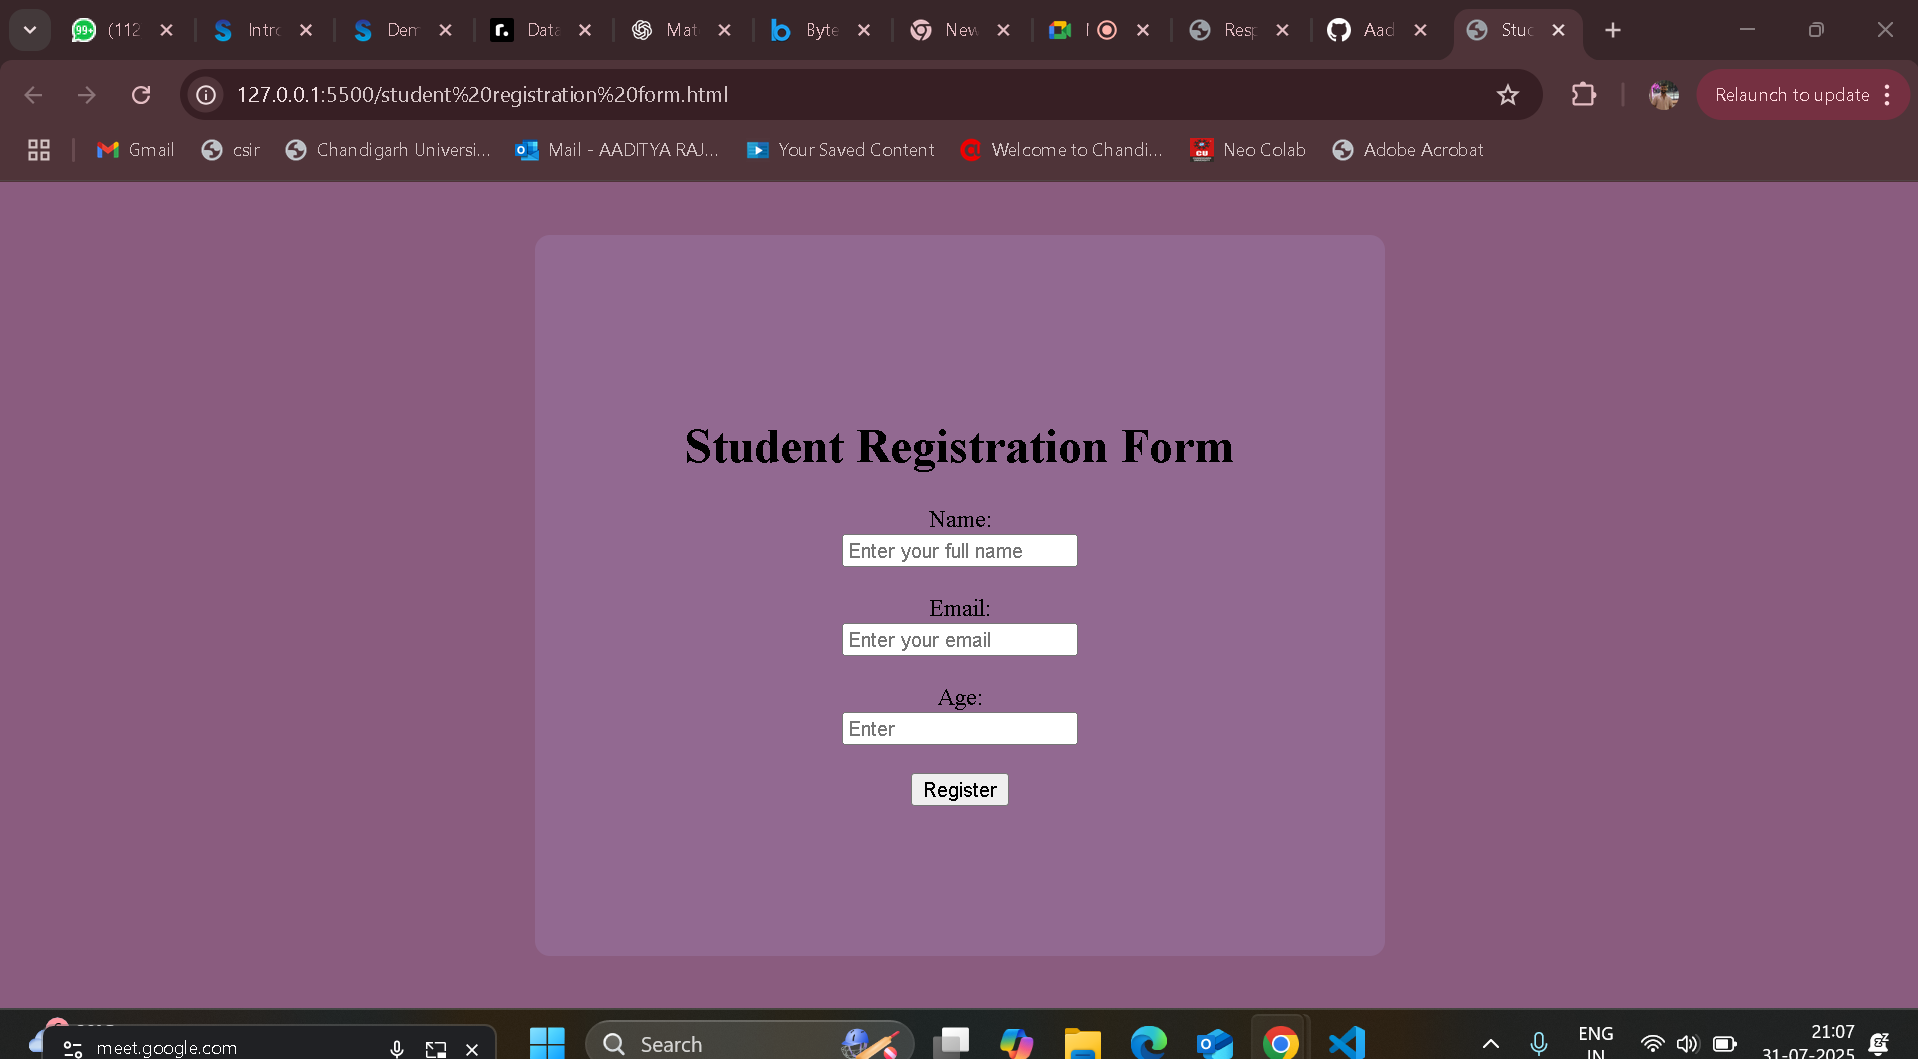 (112
Intro
Dem
Data
Mat
Byte
New
Resp
Aad
Stud
127.0.0.1:5500/student%20registration%20form.html
Relaunch to update
Gmail
csir
Chandigarh Universi...
Mail - AADITYA RAJ...
Your Saved Content
Welcome to Chandi...
Neo Colab
Adobe Acrobat
Student Registration Form
Name:
Enter your full name
Email:
Enter your email
Age:
Enter
Register
meet.google.com
Search
ENG
IN
21:07
31-07-2025